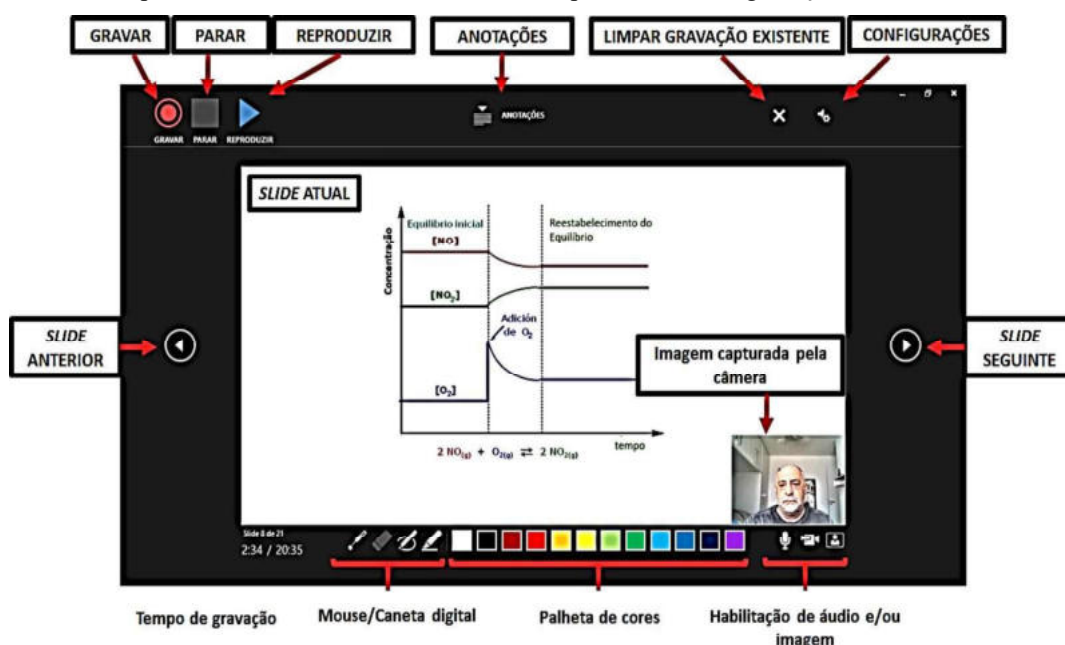 GRAVAR
PARAR
REPRODUZIR
ANOTAÇÕES
LIMPAR GRAVAÇÃO EXISTENTE
CONFIGURAÇÕES
GRAVAR
PARAR
REPRODUZIR
ANOTAÇÕES
SLIDE ATUAL
Concentração
Equilíbrio inicial
Reestabelecimento do
Equilíbrio
[NO]
[NO₂]
Adición
de O₂
[O₂]
tempo
2 NO(g) + O₂(g) ⇄ 2 NO₂(g)
SLIDE
ANTERIOR
SLIDE
SEGUINTE
Imagem capturada pela
câmera
Slide 8 de 21
2:34 / 20:35
Tempo de gravação
Mouse/Caneta digital
Palheta de cores
Habilitação de áudio e/ou
imagem